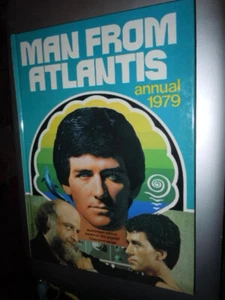 MAN FROM
ATLANTIS
annual
1979